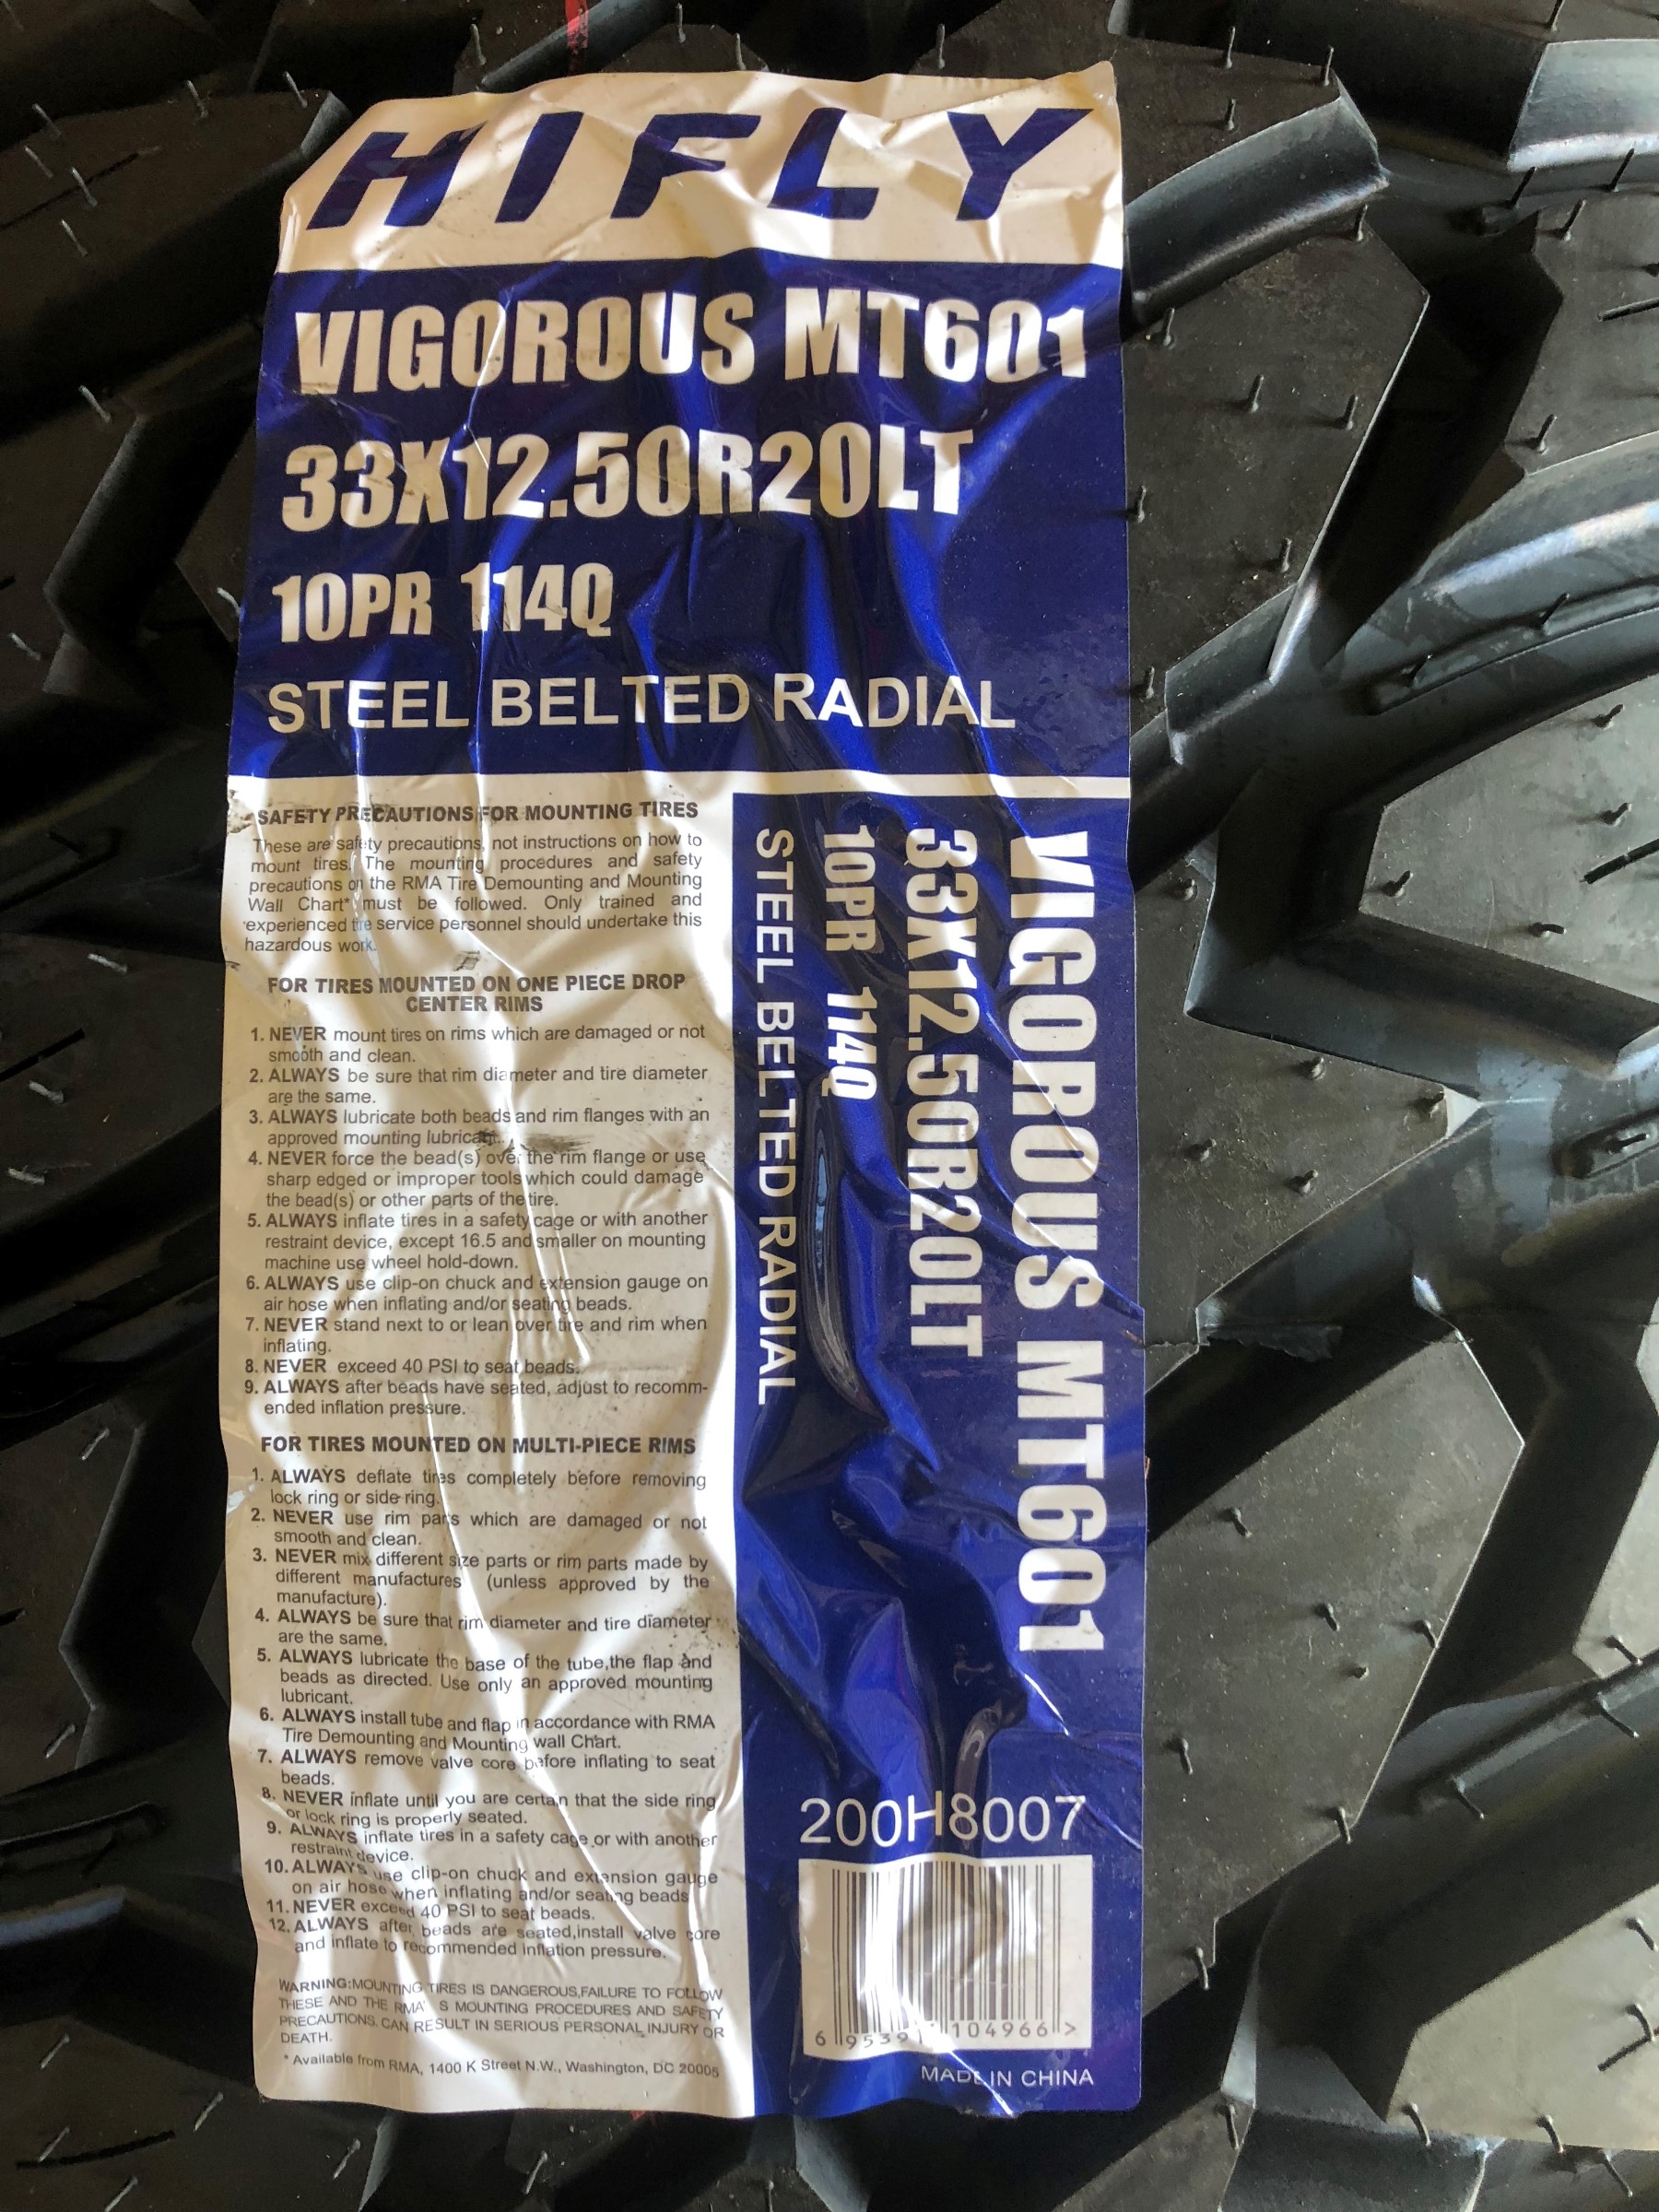 HIFLY
VIGOROUS MT601
33X12.50R20LT
10PR 114Q
STEEL BELTED RADIAL
SAFETY PRECAUTIONS FOR MOUNTING TIRES
These are safety precautions, not instructions on how to
mount tires. The mounting procedures and safety
precautions on the RMA Tire Demounting and Mounting
Wall Chart* must be followed. Only trained and
experienced tire service personnel should undertake this
hazardous work.
FOR TIRES MOUNTED ON ONE PIECE DROP
CENTER RIMS
1. NEVER mount tires on rims which are damaged or not
smooth and clean.
2. ALWAYS be sure that rim diameter and tire diameter
are the same.
3. ALWAYS lubricate both beads and rim flanges with an
approved mounting lubricant.
4. NEVER force the bead(s) over the rim flange or use
sharp edged or improper tools which could damage
the bead(s) or other parts of the tire.
5. ALWAYS inflate tires in a safety cage or with another
restraint device, except 16.5 and smaller on mounting
machine use wheel hold-down.
6. ALWAYS use clip-on chuck and extension gauge on
air hose when inflating and/or seating beads.
7. NEVER stand next to or lean over tire and rim when
inflating.
8. NEVER exceed 40 PSI to seat beads.
9. ALWAYS after beads have seated, adjust to recomm-
ended inflation pressure.
FOR TIRES MOUNTED ON MULTI-PIECE RIMS
1. ALWAYS deflate tires completely before removing
lock ring or side ring.
2. NEVER use rim parts which are damaged or not
smooth and clean.
3. NEVER mix different size parts or rim parts made by
different manufactures (unless approved by the
manufacture).
4. ALWAYS be sure that rim diameter and tire diameter
are the same.
5. ALWAYS lubricate the base of the tube,the flap and
beads as directed. Use only an approved mounting
lubricant.
6. ALWAYS install tube and flap in accordance with RMA
Tire Demounting and Mounting wall Chart.
7. ALWAYS remove valve core before inflating to seat
beads.
8. NEVER inflate until you are certain that the side ring
or lock ring is properly seated.
9. ALWAYS inflate tires in a safety cage or with another
restraint device.
10. ALWAYS use clip-on chuck and extension gauge
on air hose when inflating and/or seating beads
11. NEVER exceed 40 PSI to seat beads.
12. ALWAYS after beads are seated,install valve core
and inflate to recommended inflation pressure.
WARNING:MOUNTING TIRES IS DANGEROUS,FAILURE TO FOLLOW
THESE AND THE RMA' S MOUNTING PROCEDURES AND SAFETY
PRECAUTIONS, CAN RESULT IN SERIOUS PERSONAL INJURY OR
DEATH.
* Available from RMA, 1400 K Street N.W., Washington, DC 20005
VIGOROUS MT601
33X12.50R20LT
10PR 114Q
STEEL BELTED RADIAL
200H8007
104966 >
MADE IN CHINA